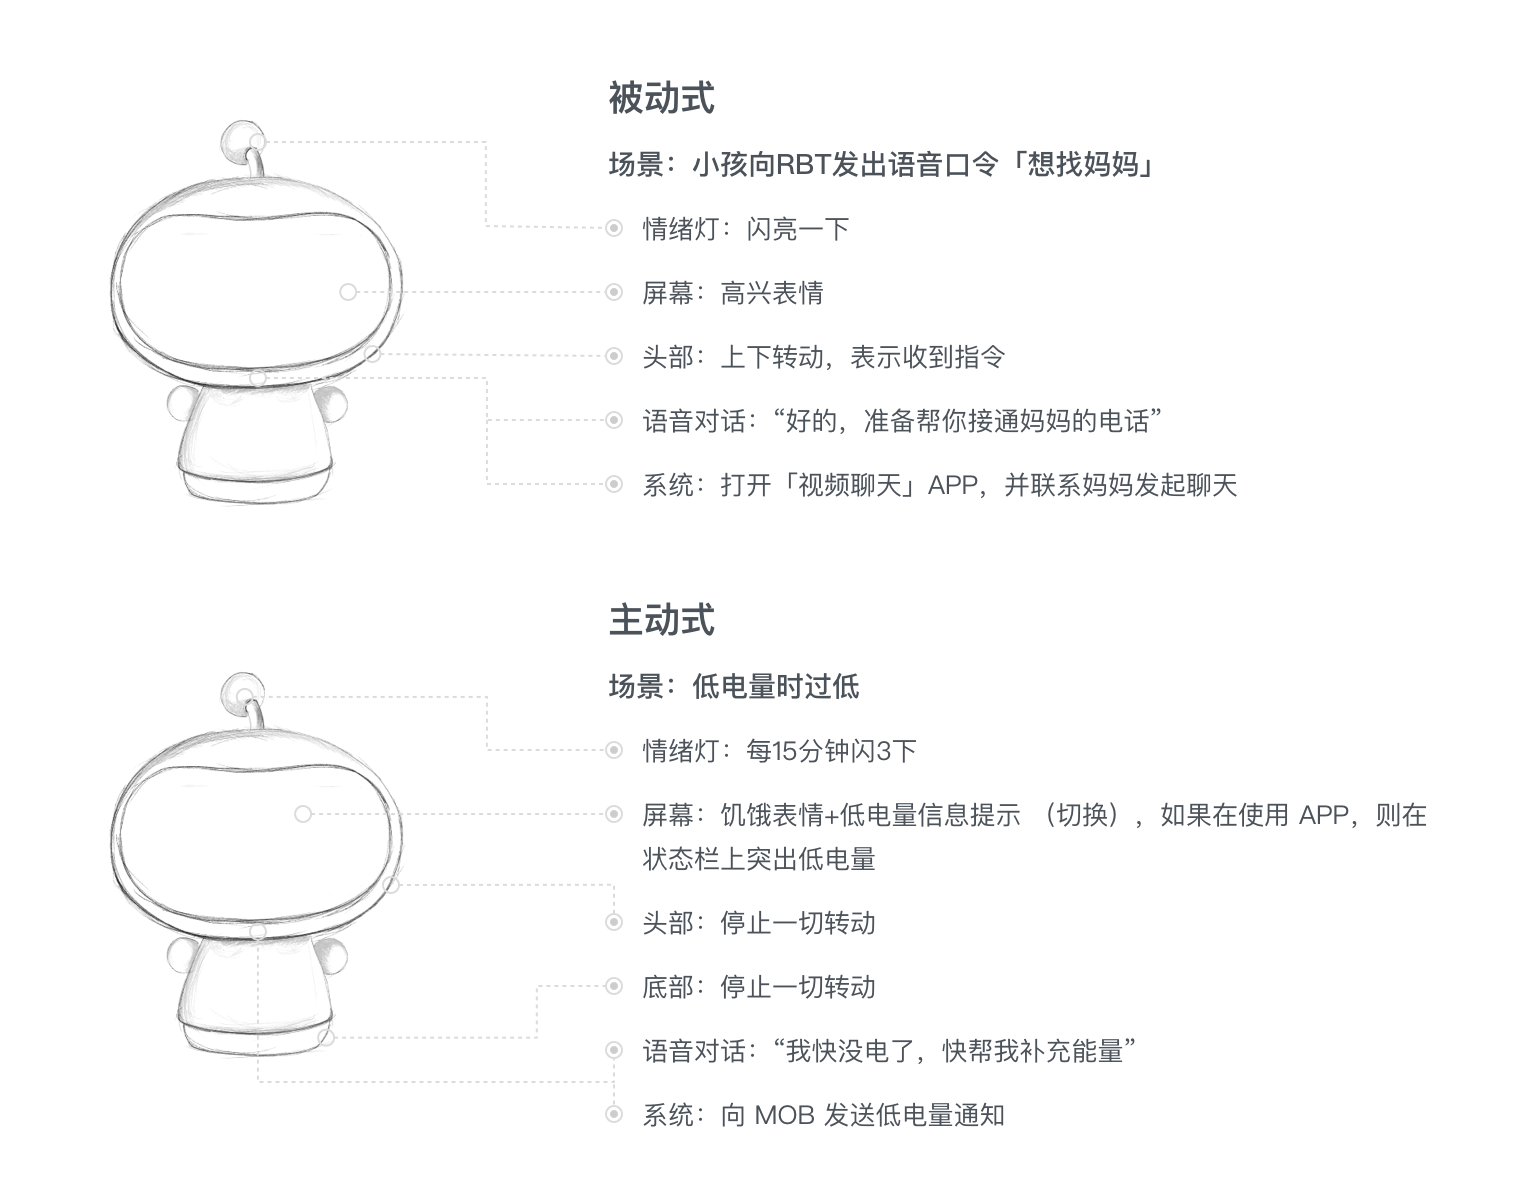 被动式
场景：小孩向RBT发出语音口令「想找妈妈」
情绪灯：闪亮一下
屏幕：高兴表情
头部：上下转动，表示收到指令
语音对话：“好的，准备帮你接通妈妈的电话”
系统：打开「视频聊天」APP，并联系妈妈发起聊天
主动式
场景：低电量时过低
情绪灯：每15分钟闪3下
屏幕：饥饿表情+低电量信息提示 （切换），如果在使用 APP，则在
状态栏上突出低电量
头部：停止一切转动
底部：停止一切转动
语音对话：“我快没电了，快帮我补充能量”
系统：向 MOB 发送低电量通知